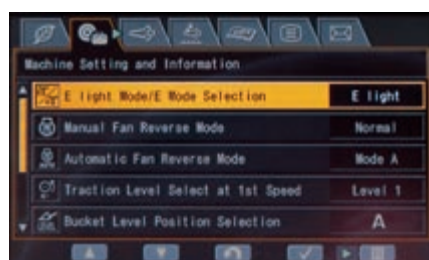 Machine Setting and Information
E light Mode/E Mode Selection E light
Manual Fan Reverse Mode Normal
Automatic Fan Reverse Mode Mode A
Traction Level Select at 1st Speed Level 1
Bucket Level Position Selection A